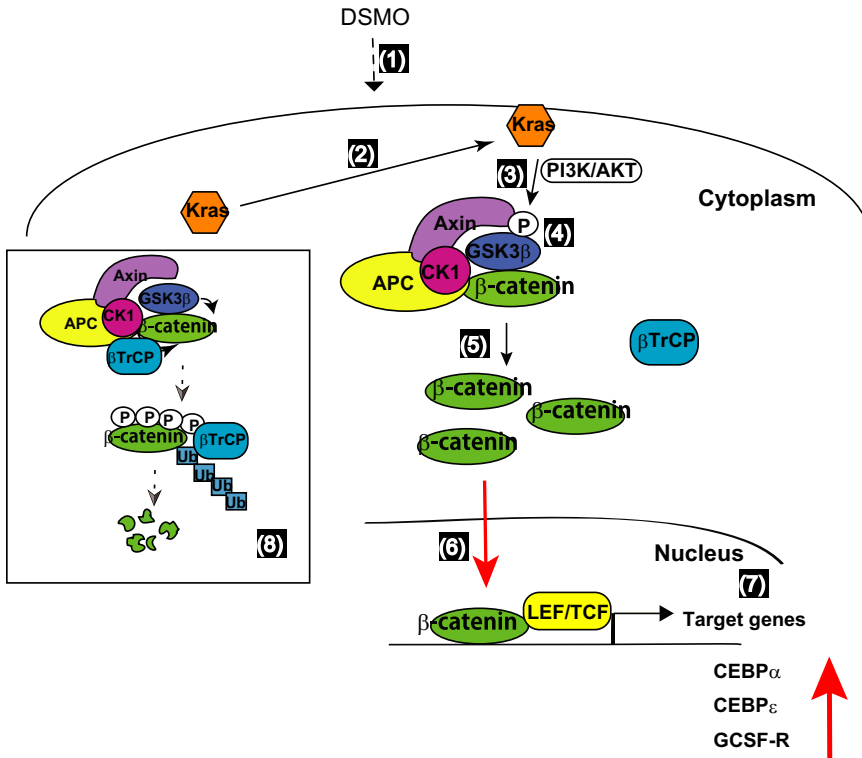 DSMO
(1)
Kras
(2)
(3)
PI3K/AKT
Kras
Cytoplasm
Axin
P
(4)
GSK3β
CK1
APC
β-catenin
Axin
GSK3β
CK1
APC
β-catenin
βTrCP
(5)
βTrCP
β-catenin
β-catenin
β-catenin
P P P P
β-catenin
βTrCP
Ub
Ub
Ub
Ub
(8)
(6)
Nucleus
(7)
β-catenin
LEF/TCF
Target genes
CEBPα
CEBPε
GCSF-R